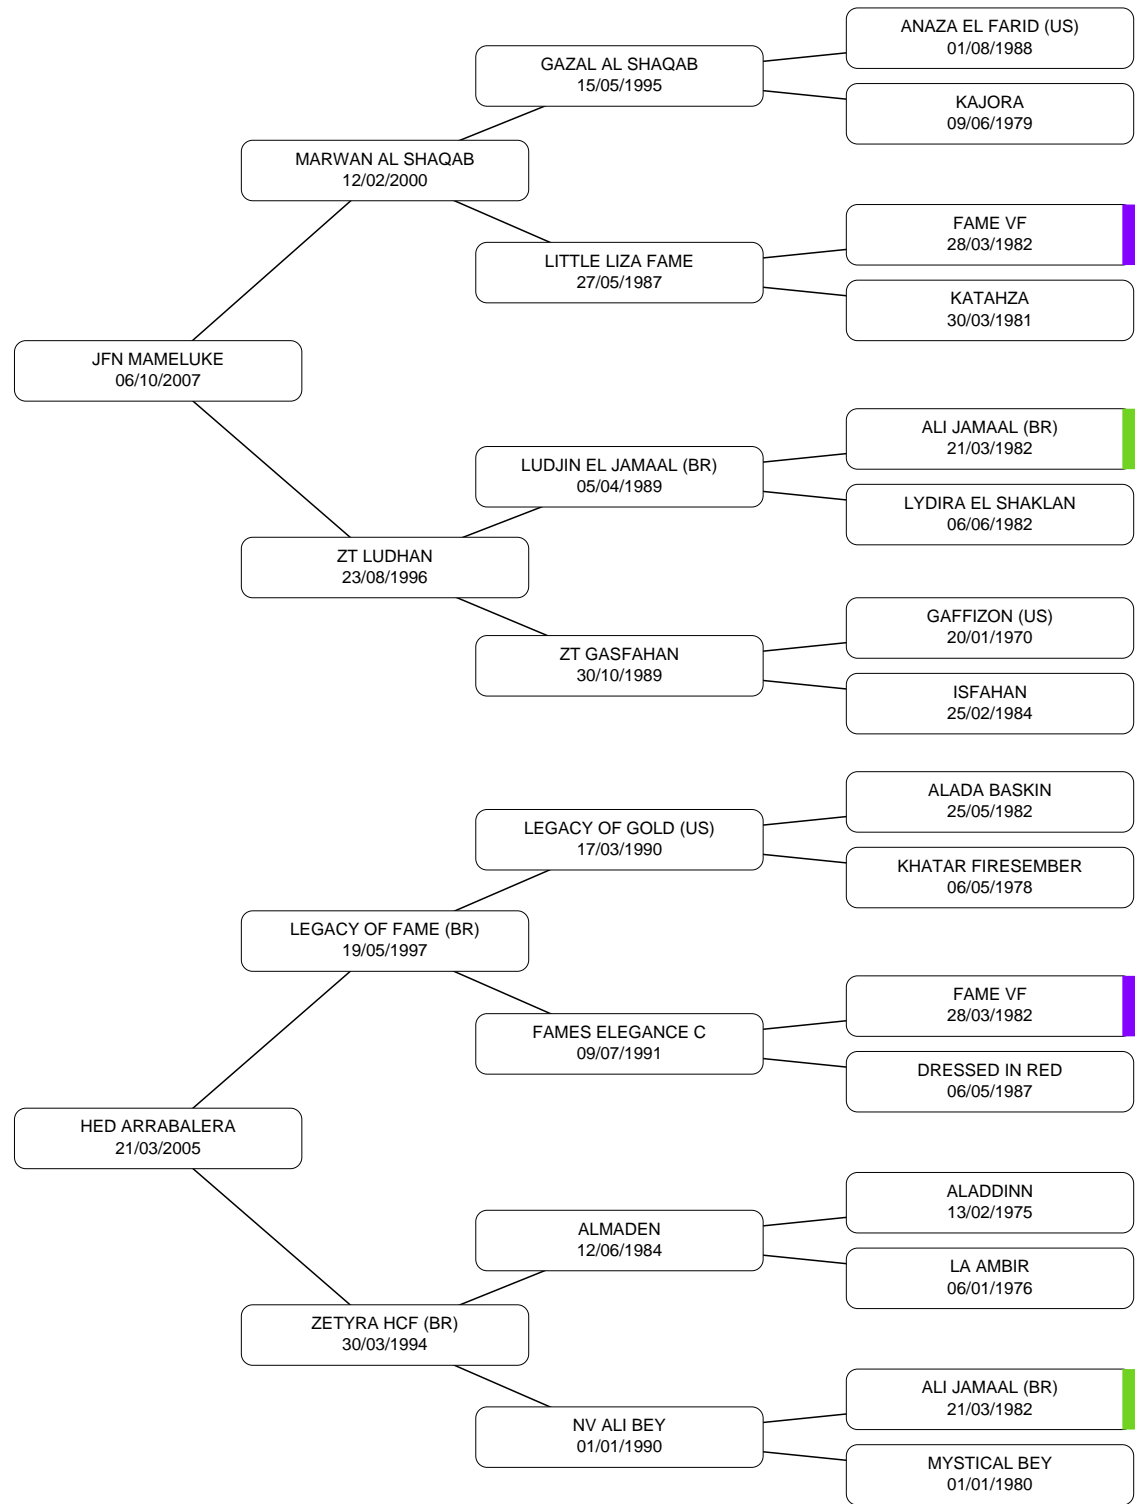 ANAZA EL FARID (US)
01/08/1988
GAZAL AL SHAQAB
15/05/1995
KAJORA
09/06/1979
MARWAN AL SHAQAB
12/02/2000
FAME VF
28/03/1982
LITTLE LIZA FAME
27/05/1987
KATAHZA
30/03/1981
JFN MAMELUKE
06/10/2007
ALI JAMAAL (BR)
21/03/1982
LUDJIN EL JAMAAL (BR)
05/04/1989
LYDIRA EL SHAKLAN
06/06/1982
ZT LUDHAN
23/08/1996
GAFFIZON (US)
20/01/1970
ZT GASFAHAN
30/10/1989
ISFAHAN
25/02/1984
ALADA BASKIN
25/05/1982
LEGACY OF GOLD (US)
17/03/1990
KHATAR FIRESEMBER
06/05/1978
LEGACY OF FAME (BR)
19/05/1997
FAME VF
28/03/1982
FAMES ELEGANCE C
09/07/1991
DRESSED IN RED
06/05/1987
HED ARRABALERA
21/03/2005
ALADDINN
13/02/1975
ALMADEN
12/06/1984
LA AMBIR
06/01/1976
ZETYRA HCF (BR)
30/03/1994
ALI JAMAAL (BR)
21/03/1982
NV ALI BEY
01/01/1990
MYSTICAL BEY
01/01/1980